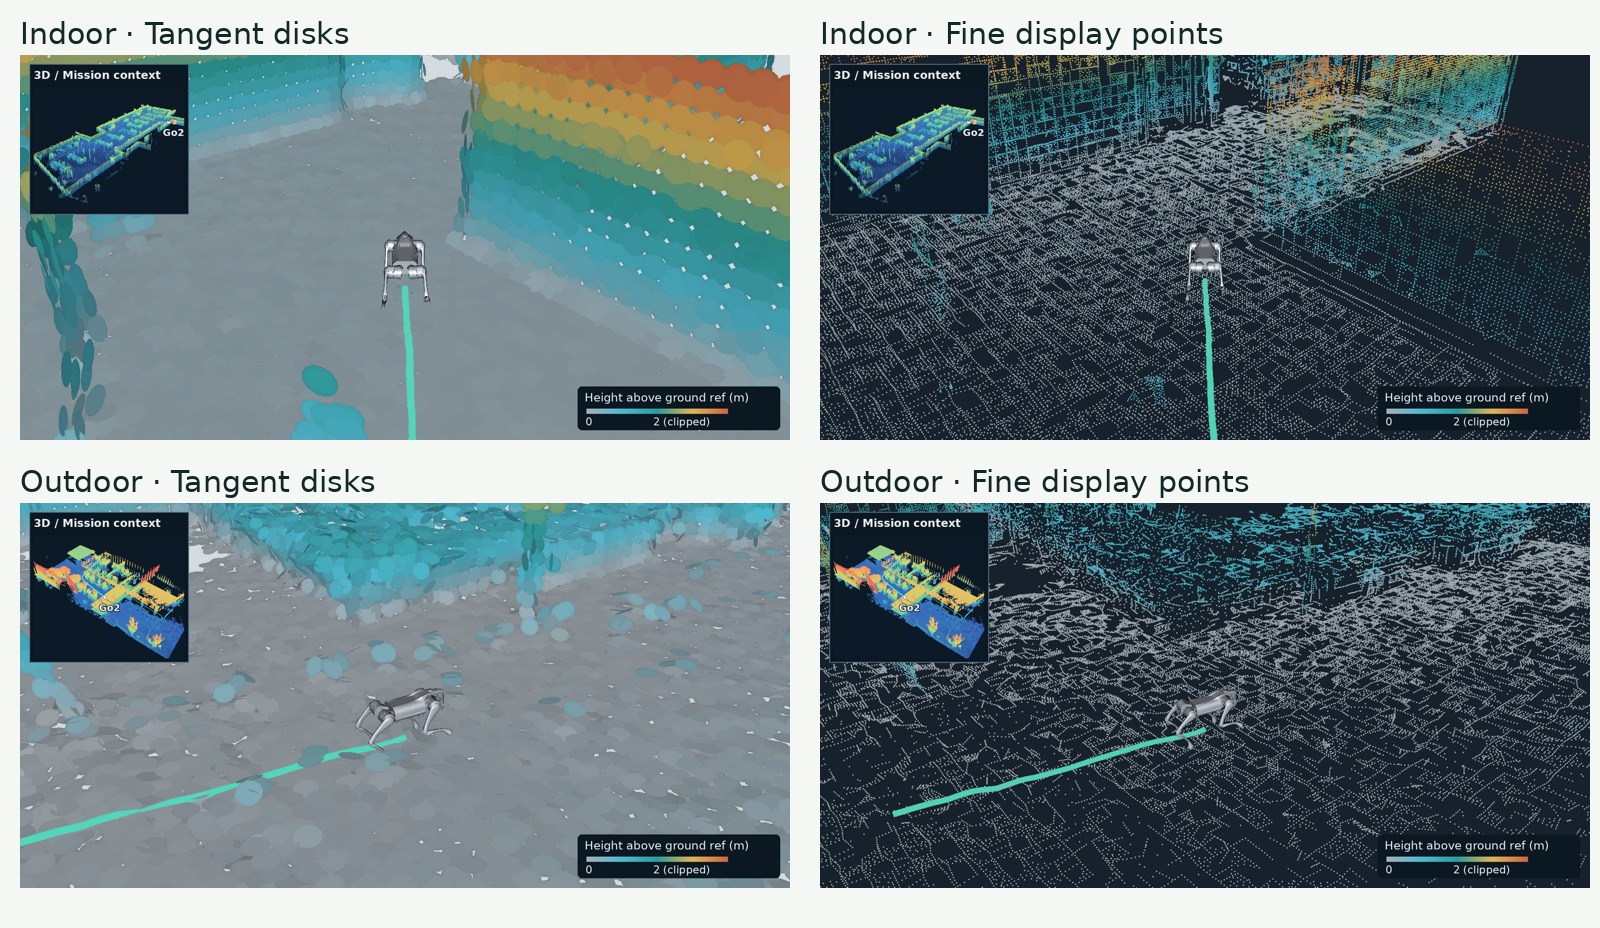 Indoor · Tangent disks
3D / Mission context
Go2
Height above ground ref (m)
0 2 (clipped)
Indoor · Fine display points
3D / Mission context
Go2
Height above ground ref (m)
0 2 (clipped)
Outdoor · Tangent disks
3D / Mission context
Go2
Height above ground ref (m)
0 2 (clipped)
Outdoor · Fine display points
3D / Mission context
Go2
Height above ground ref (m)
0 2 (clipped)